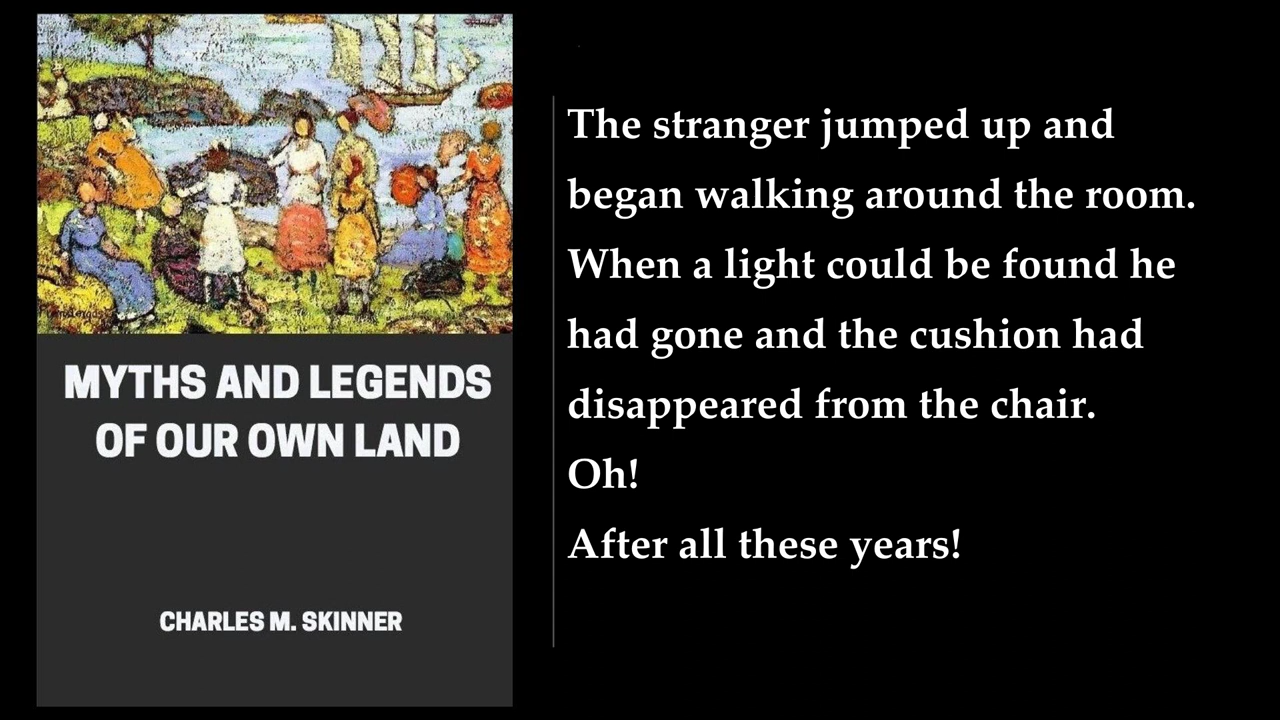 MYTHS AND LEGENDS
OF OUR OWN LAND
CHARLES M. SKINNER
The stranger jumped up and
began walking around the room.
When a light could be found he
had gone and the cushion had
disappeared from the chair.
Oh!
After all these years!